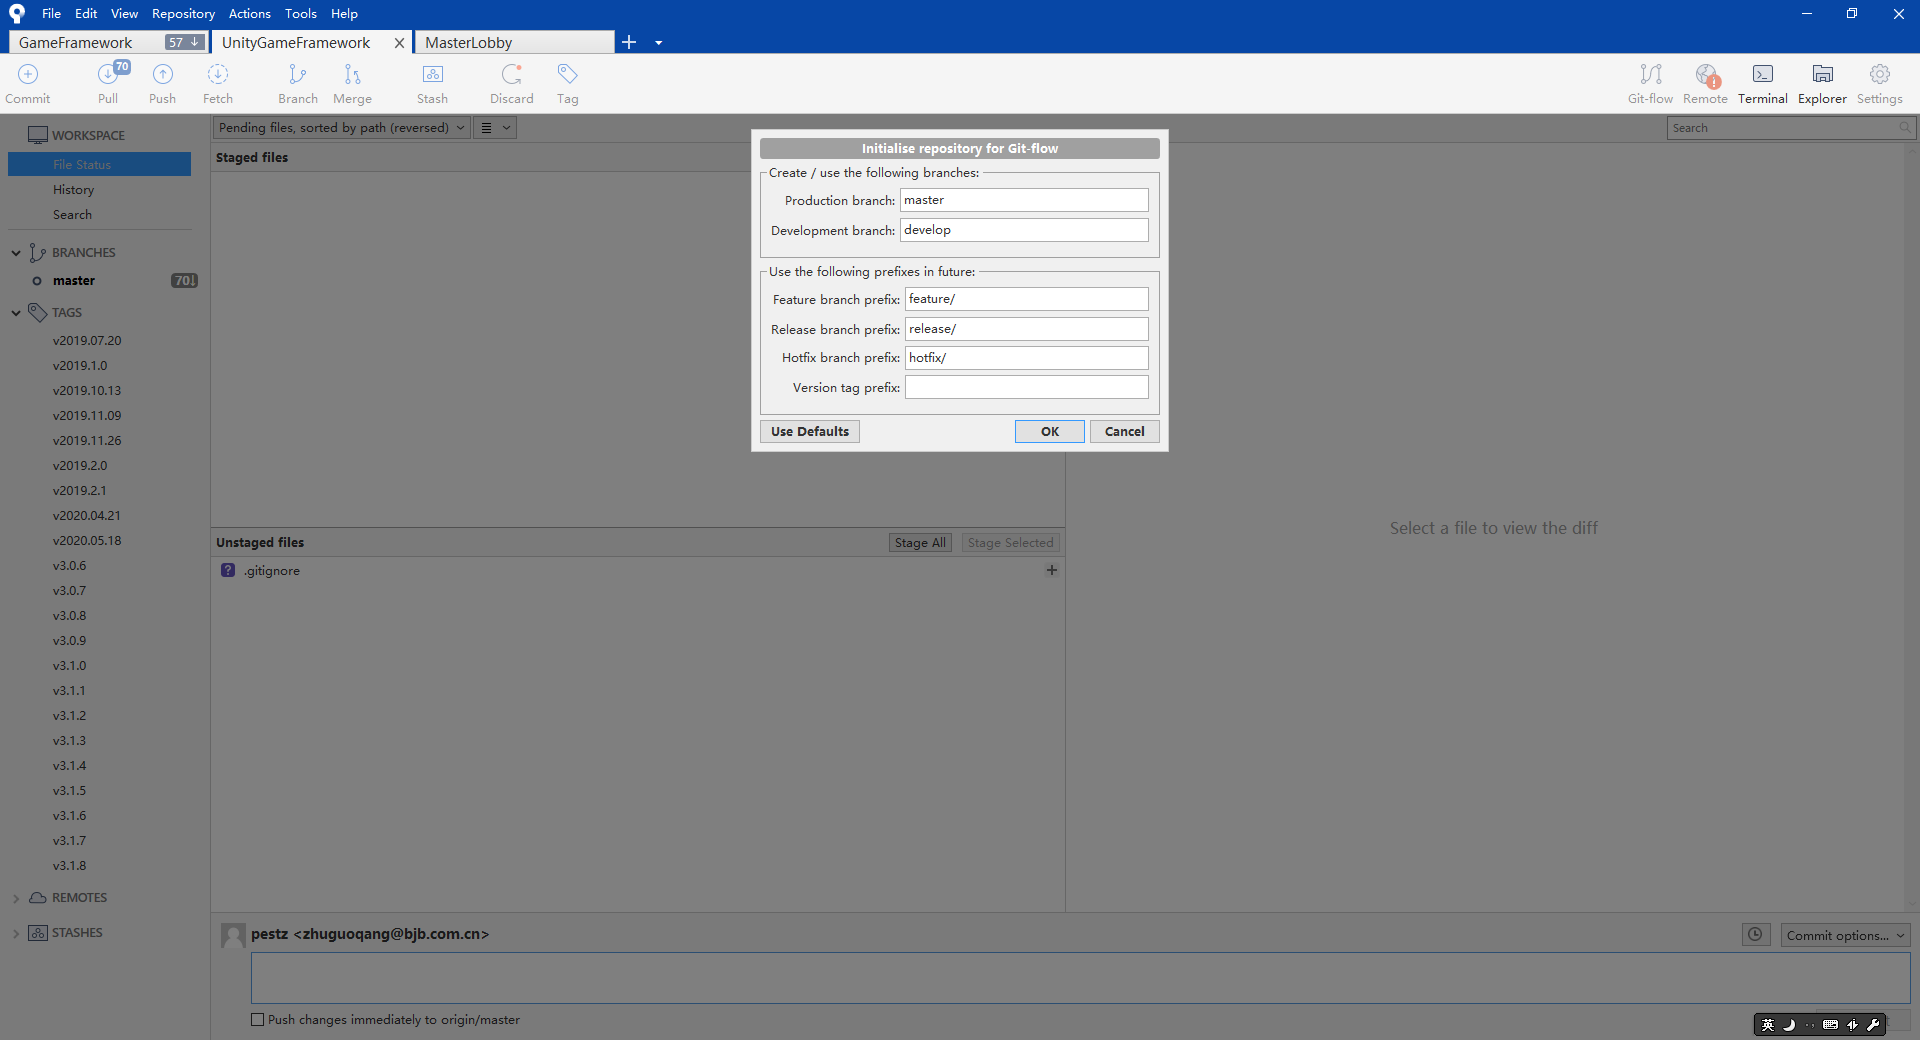 File Edit View Repository Actions Tools Help
GameFramework 57 ↓ UnityGameFramework MasterLobby
70
Commit Pull Push Fetch Branch Merge Stash Discard Tag Git-flow Remote Terminal Explorer Settings
WORKSPACE
File Status
History
Search
BRANCHES
master 70↓
TAGS
v2019.07.20
v2019.1.0
v2019.10.13
v2019.11.09
v2019.11.26
v2019.2.0
v2019.2.1
v2020.04.21
v2020.05.18
v3.0.6
v3.0.7
v3.0.8
v3.0.9
v3.1.0
v3.1.1
v3.1.2
v3.1.3
v3.1.4
v3.1.5
v3.1.6
v3.1.7
v3.1.8
REMOTES
STASHES
Pending files, sorted by path (reversed)
Search
Staged files
Initialise repository for Git-flow
Create / use the following branches:
Production branch: master
Development branch: develop
Use the following prefixes in future:
Feature branch prefix: feature/
Release branch prefix: release/
Hotfix branch prefix: hotfix/
Version tag prefix:
Use Defaults OK Cancel
Select a file to view the diff
Unstaged files Stage All Stage Selected
? .gitignore
pestz <zhuguoqang@bjb.com.cn>
Commit options...
Push changes immediately to origin/master
英